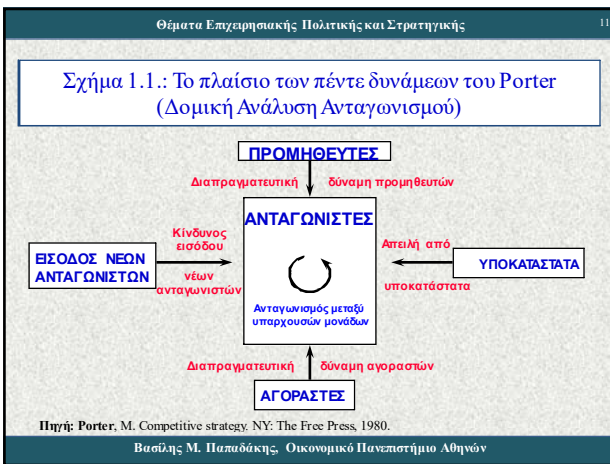 Θέματα Επιχειρησιακής Πολιτικής και Στρατηγικής
11
Σχήμα 1.1.: Το πλαίσιο των πέντε δυνάμεων του Porter
(Δομική Ανάλυση Ανταγωνισμού)
ΠΡΟΜΗΘΕΥΤΕΣ
Διαπραγματευτική δύναμη προμηθευτών
ΑΝΤΑΓΩΝΙΣΤΕΣ
Κίνδυνος
εισόδου
νέων
ανταγωνιστών
ΕΙΣΟΔΟΣ ΝΕΩΝ
ΑΝΤΑΓΩΝΙΣΤΩΝ
Απειλή από
υποκατάστατα
ΥΠΟΚΑΤΑΣΤΑΤΑ
Ανταγωνισμός μεταξύ
υπαρχουσών μονάδων
Διαπραγματευτική δύναμη αγοραστών
ΑΓΟΡΑΣΤΕΣ
Πηγή: Porter, M. Competitive strategy. NY: The Free Press, 1980.
Βασίλης Μ. Παπαδάκης, Οικονομικό Πανεπιστήμιο Αθηνών